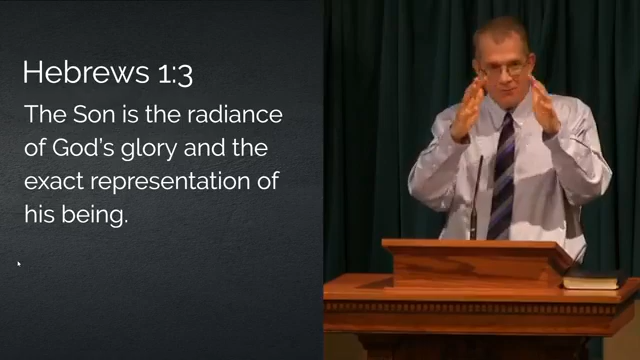 Hebrews 1:3
The Son is the radiance
of God's glory and the
exact representation of
his being.